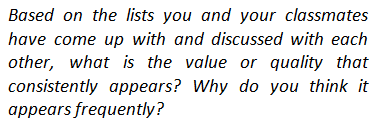 Based on the lists you and your classmates
have come up with and discussed with each
other, what is the value or quality that
consistently appears? Why do you think it
appears frequently?